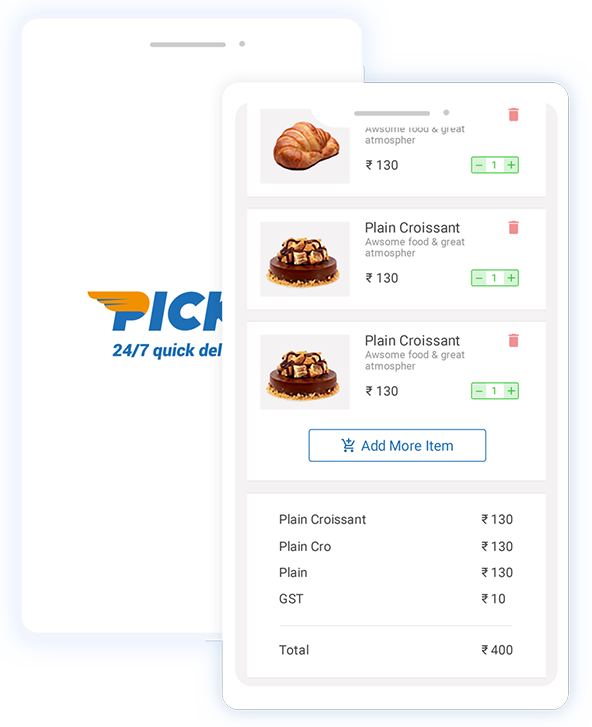 PICK
24/7 quick del
Awsome food & great
atmospher
₹ 130
1
Plain Croissant
Awsome food & great
atmospher
₹ 130
1
Plain Croissant
Awsome food & great
atmospher
₹ 130
1
Add More Item
Plain Croissant ₹ 130
Plain Cro ₹ 130
Plain ₹ 130
GST ₹ 10
Total ₹ 400